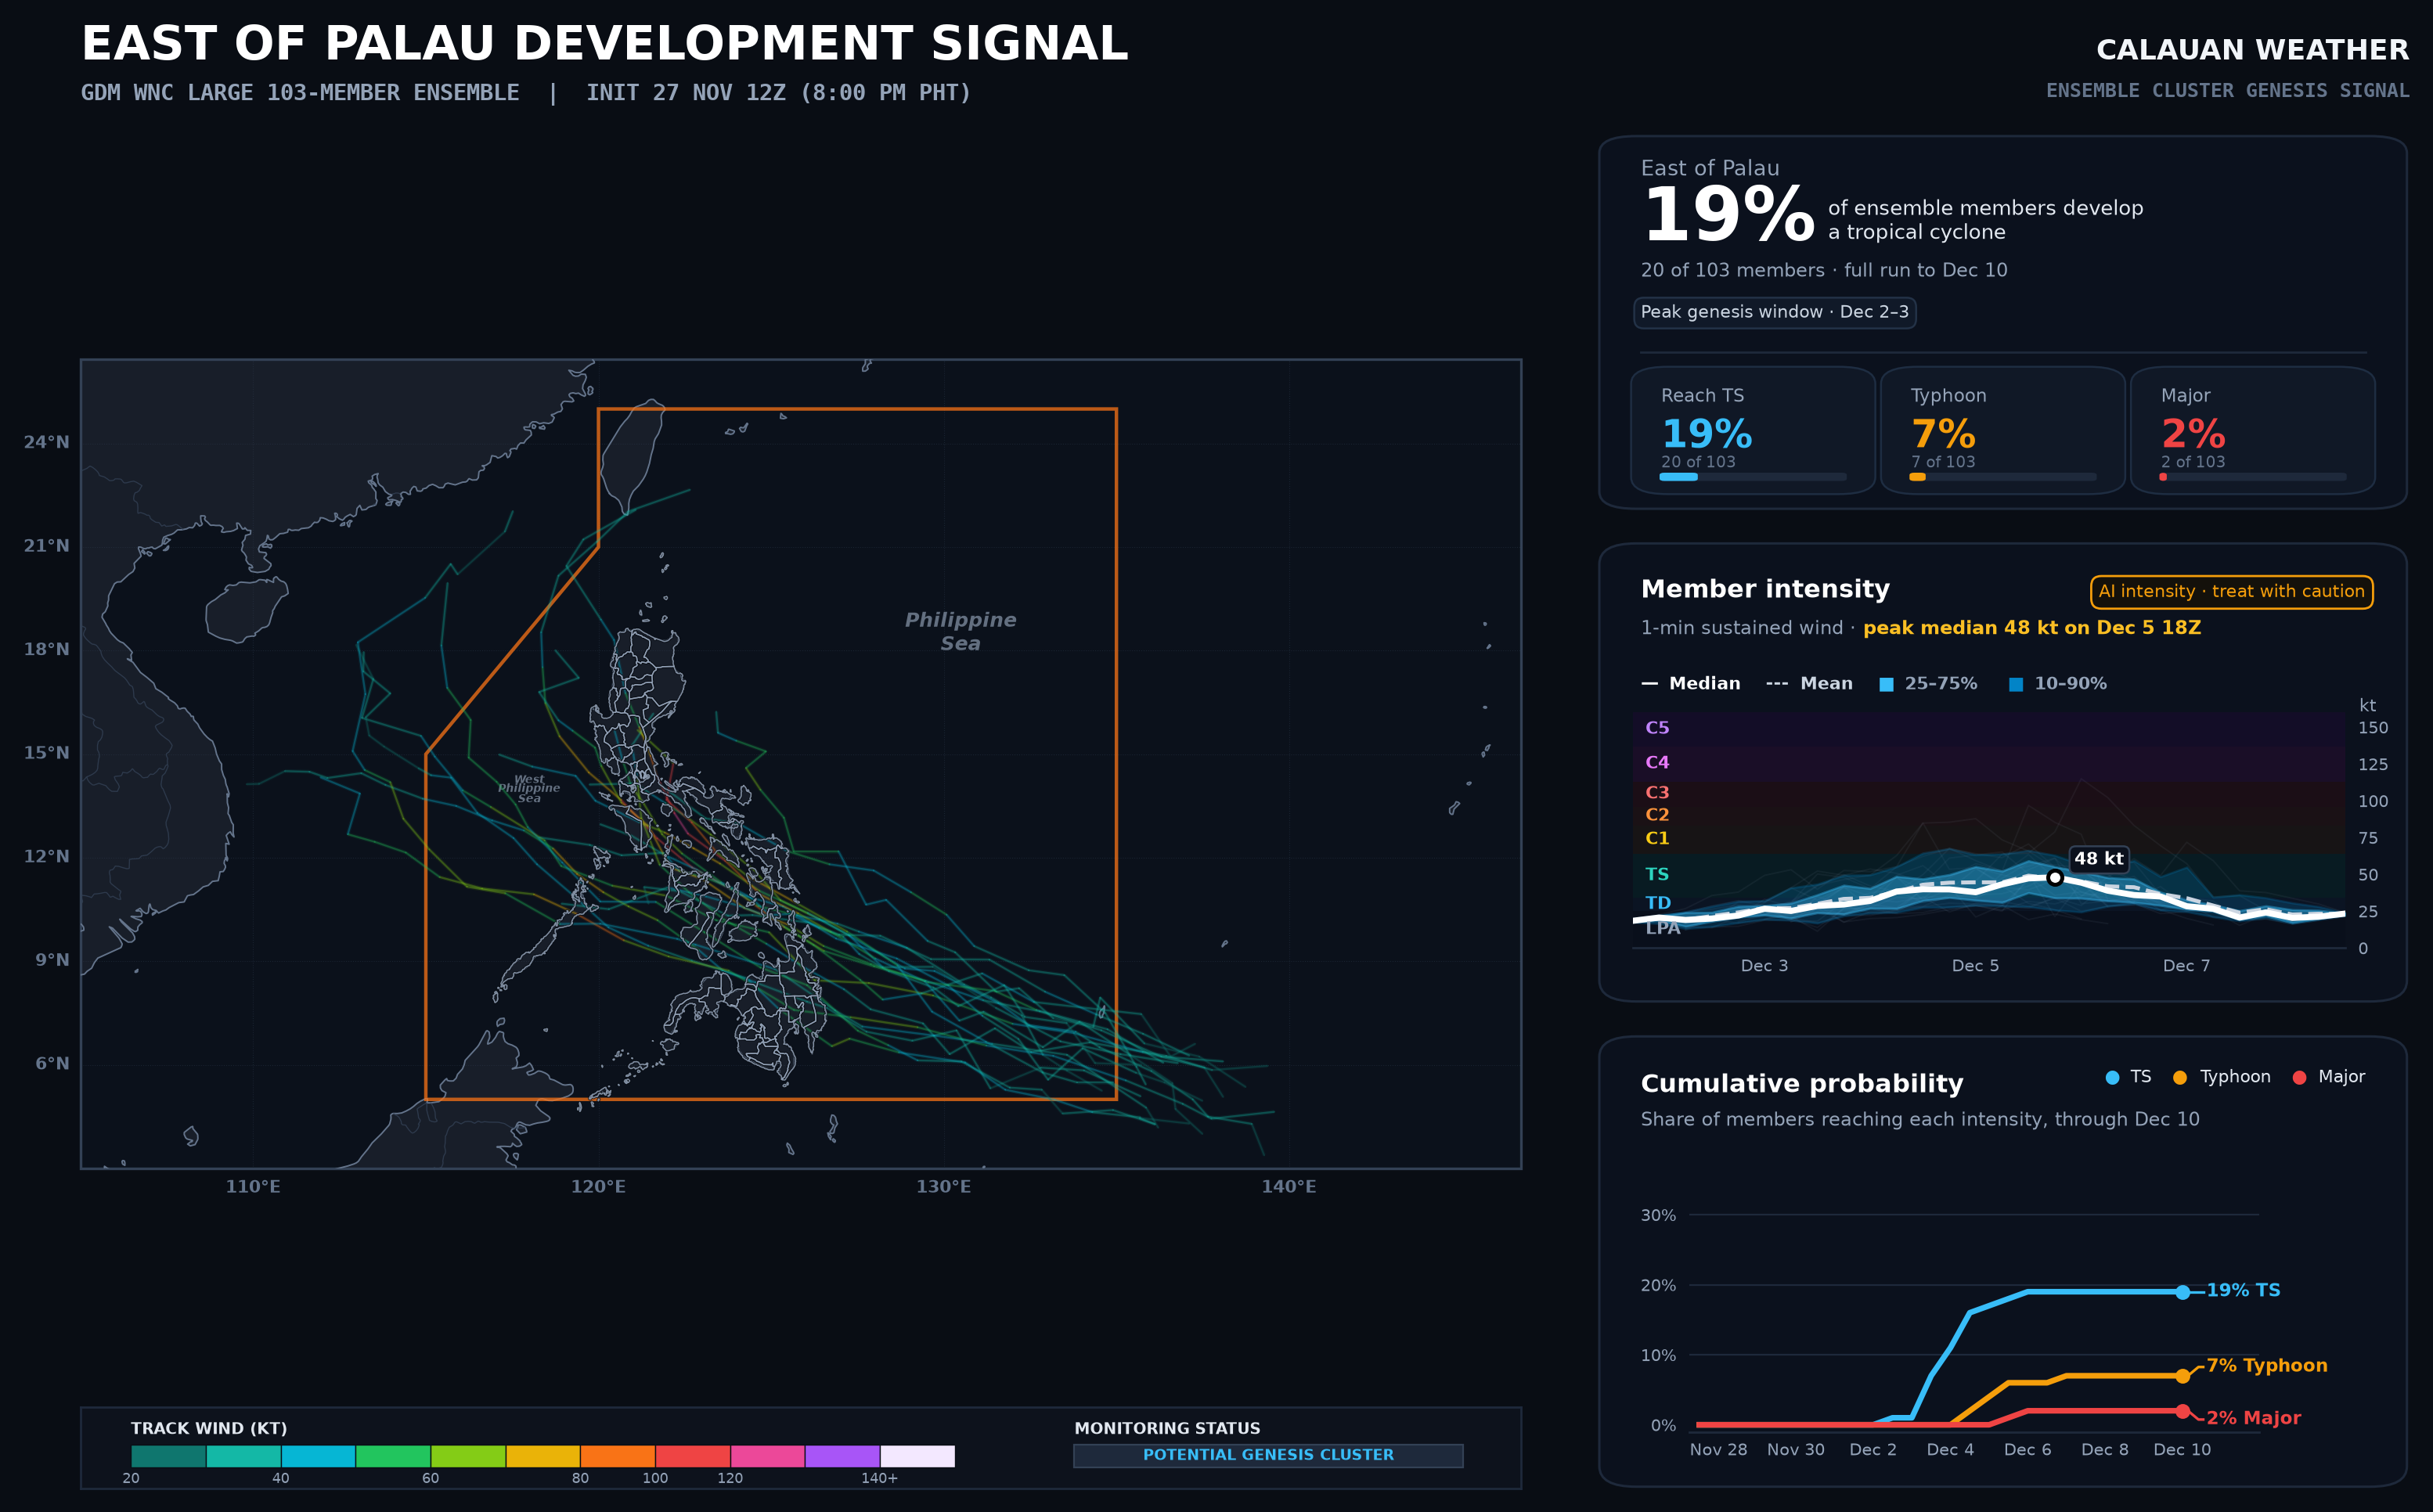 EAST OF PALAU DEVELOPMENT SIGNAL
GDM WNC LARGE 103-MEMBER ENSEMBLE | INIT 27 NOV 12Z (8:00 PM PHT)
CALAUAN WEATHER
ENSEMBLE CLUSTER GENESIS SIGNAL
24°N
21°N
18°N
15°N
12°N
9°N
6°N
110°E
120°E
130°E
140°E
Philippine
Sea
West
Philippine
Sea
TRACK WIND (KT)
20
40
60
80
100
120
140+
MONITORING STATUS
POTENTIAL GENESIS CLUSTER
East of Palau
19% of ensemble members develop
a tropical cyclone
20 of 103 members · full run to Dec 10
Peak genesis window · Dec 2–3
Reach TS
19%
20 of 103
Typhoon
7%
7 of 103
Major
2%
2 of 103
Member intensity
AI intensity · treat with caution
1-min sustained wind · peak median 48 kt on Dec 5 18Z
Median
Mean
25–75%
10–90%
kt
C5
C4
C3
C2
C1
TS
TD
LPA
150
125
100
75
50
25
0
48 kt
Dec 3
Dec 5
Dec 7
Cumulative probability
TS
Typhoon
Major
Share of members reaching each intensity, through Dec 10
30%
20%
10%
0%
19% TS
7% Typhoon
2% Major
Nov 28
Nov 30
Dec 2
Dec 4
Dec 6
Dec 8
Dec 10